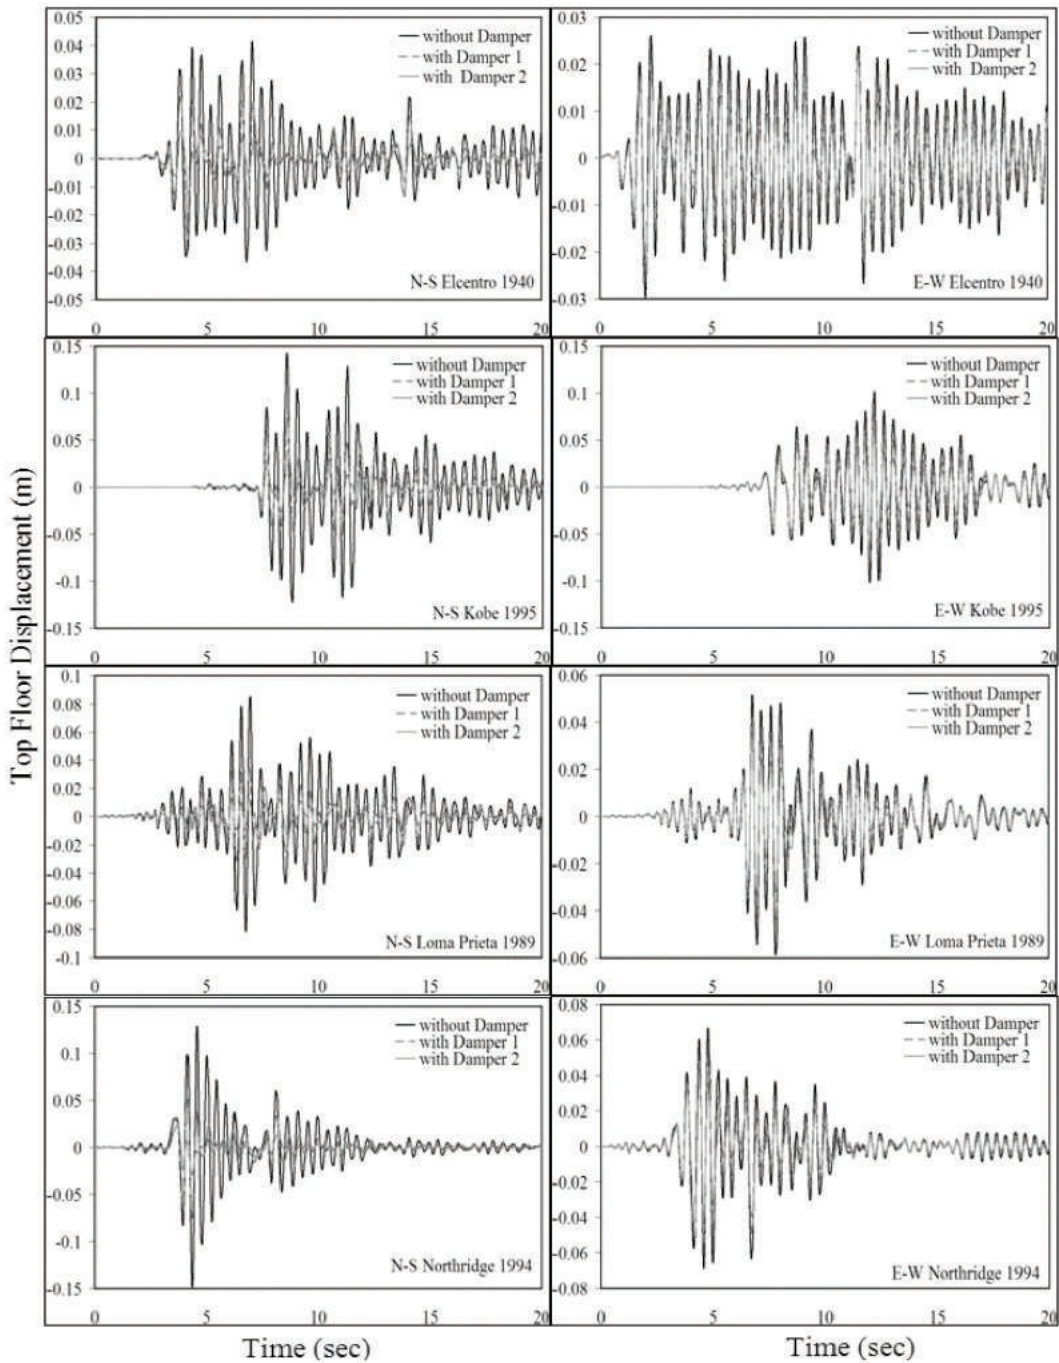 Top Floor Displacement (m)
0.05
0.04
0.03
0.02
0.01
0
-0.01
-0.02
-0.03
-0.04
-0.05
without Damper
with Damper 1
with Damper 2
N-S Elcentro 1940
0 5 10 15 20
0.03
0.02
0.01
0
-0.01
-0.02
-0.03
without Damper
with Damper 1
with Damper 2
E-W Elcentro 1940
0 5 10 15 20
0.15
0.1
0.05
0
-0.05
-0.1
-0.15
without Damper
with Damper 1
with Damper 2
N-S Kobe 1995
0 5 10 15 20
0.15
0.1
0.05
0
-0.05
-0.1
-0.15
without Damper
with Damper 1
with Damper 2
E-W Kobe 1995
0 5 10 15 20
0.1
0.08
0.06
0.04
0.02
0
-0.02
-0.04
-0.06
-0.08
-0.1
without Damper
with Damper 1
with Damper 2
N-S Loma Prieta 1989
0 5 10 15 20
0.06
0.04
0.02
0
-0.02
-0.04
-0.06
without Damper
with Damper 1
with Damper 2
E-W Loma Prieta 1989
0 5 10 15 20
0.15
0.1
0.05
0
-0.05
-0.1
-0.15
without Damper
with Damper 1
with Damper 2
N-S Northridge 1994
0 5 10 15 20
0.08
0.06
0.04
0.02
0
-0.02
-0.04
-0.06
-0.08
without Damper
with Damper 1
with Damper 2
E-W Northridge 1994
0 5 10 15 20
Time (sec)
Time (sec)